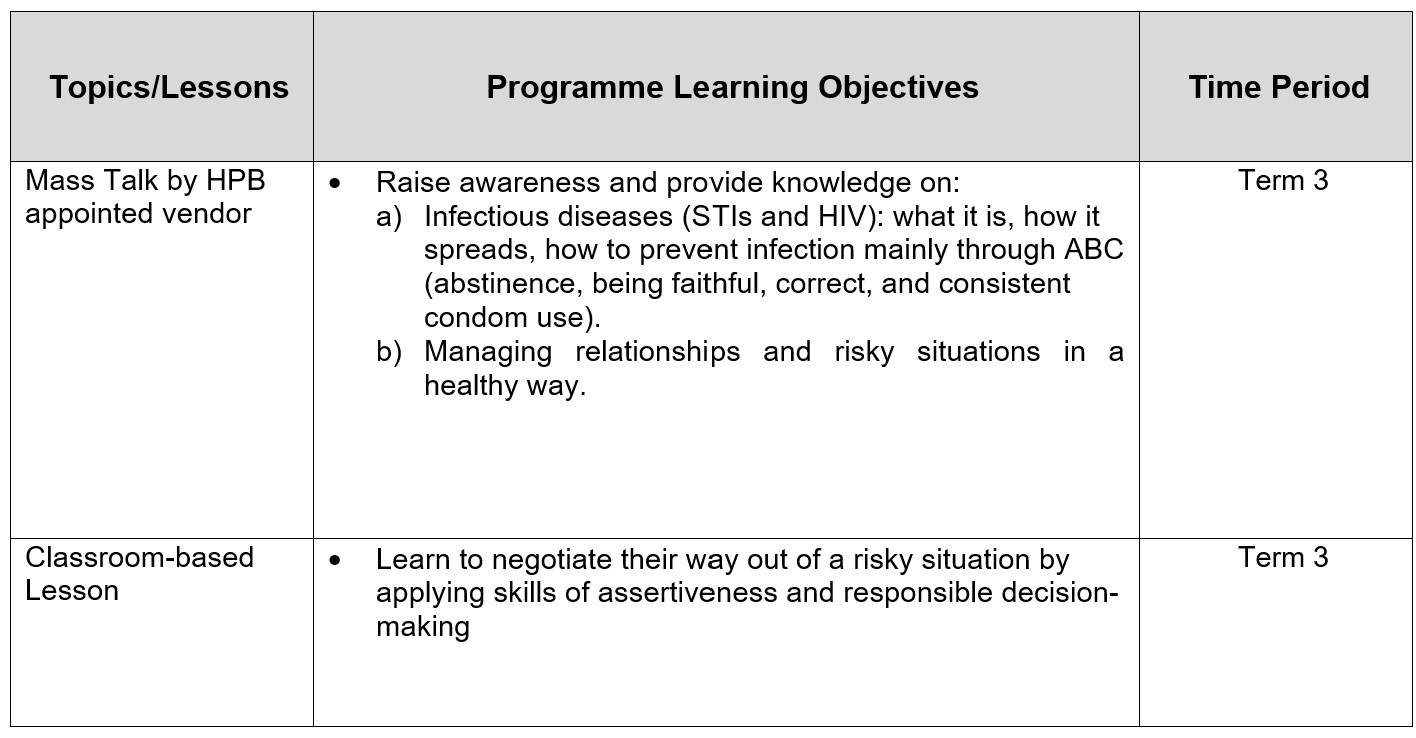 Topics/Lessons
Programme Learning Objectives
Time Period
Mass Talk by HPB
appointed vendor
• Raise awareness and provide knowledge on:
a) Infectious diseases (STIs and HIV): what it is, how it
spreads, how to prevent infection mainly through ABC
(abstinence, being faithful, correct, and consistent
condom use).
b) Managing relationships and risky situations in a
healthy way.
Term 3
Classroom-based
Lesson
• Learn to negotiate their way out of a risky situation by
applying skills of assertiveness and responsible decision-
making
Term 3